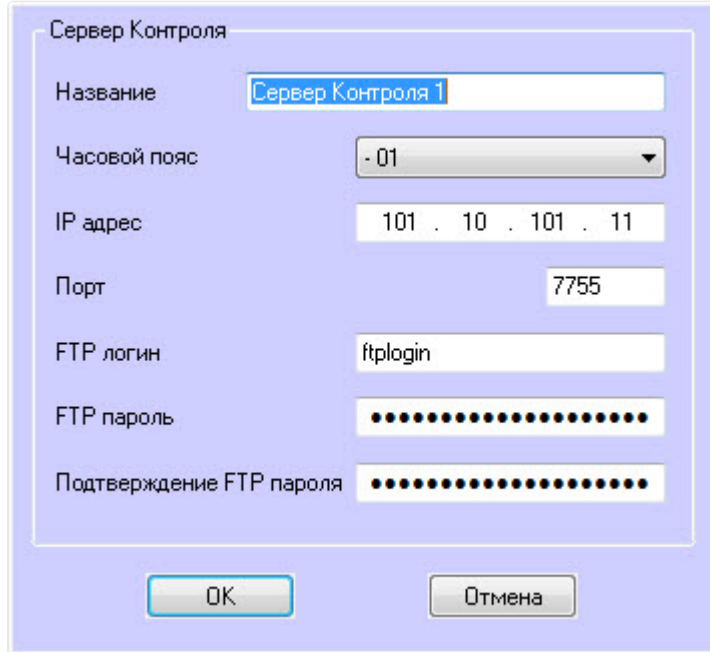 Сервер Контроля
Название Сервер Контроля 1
Часовой пояс - 01
IP адрес 101 . 10 . 101 . 11
Порт 7755
FTP логин ftplogin
FTP пароль ●●●●●●●●●●●●●●●●●●●●
Подтверждение FTP пароля ●●●●●●●●●●●●●●●●●●●●
OK Отмена